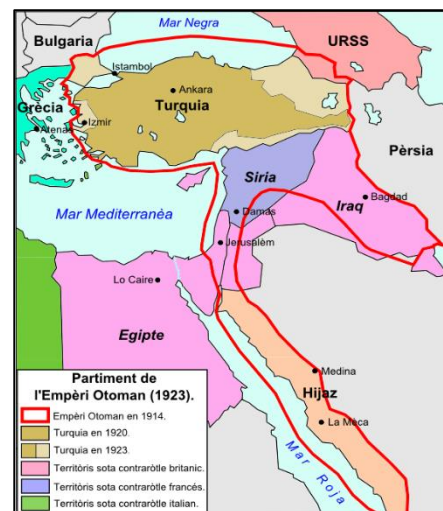 Mar Negra
URSS
Bulgaria
Istambol
Ankara
Grècia
Turquia
Izmir
Atenas
Pèrsia
Siria
Bagdad
Mar Mediterranèa
Damas
Iraq
Jerusalèm
Lo Caire
Egipte
Medina
Hijaz
La Mèca
Mar Roja
Partiment de
l'Empèri Otoman (1923).
Empèri Otoman en 1914.
Turquia en 1920.
Turquia en 1923.
Territòris sota contraròtle britanic.
Territòris sota contraròtle francés.
Territòris sota contraròtle italian.